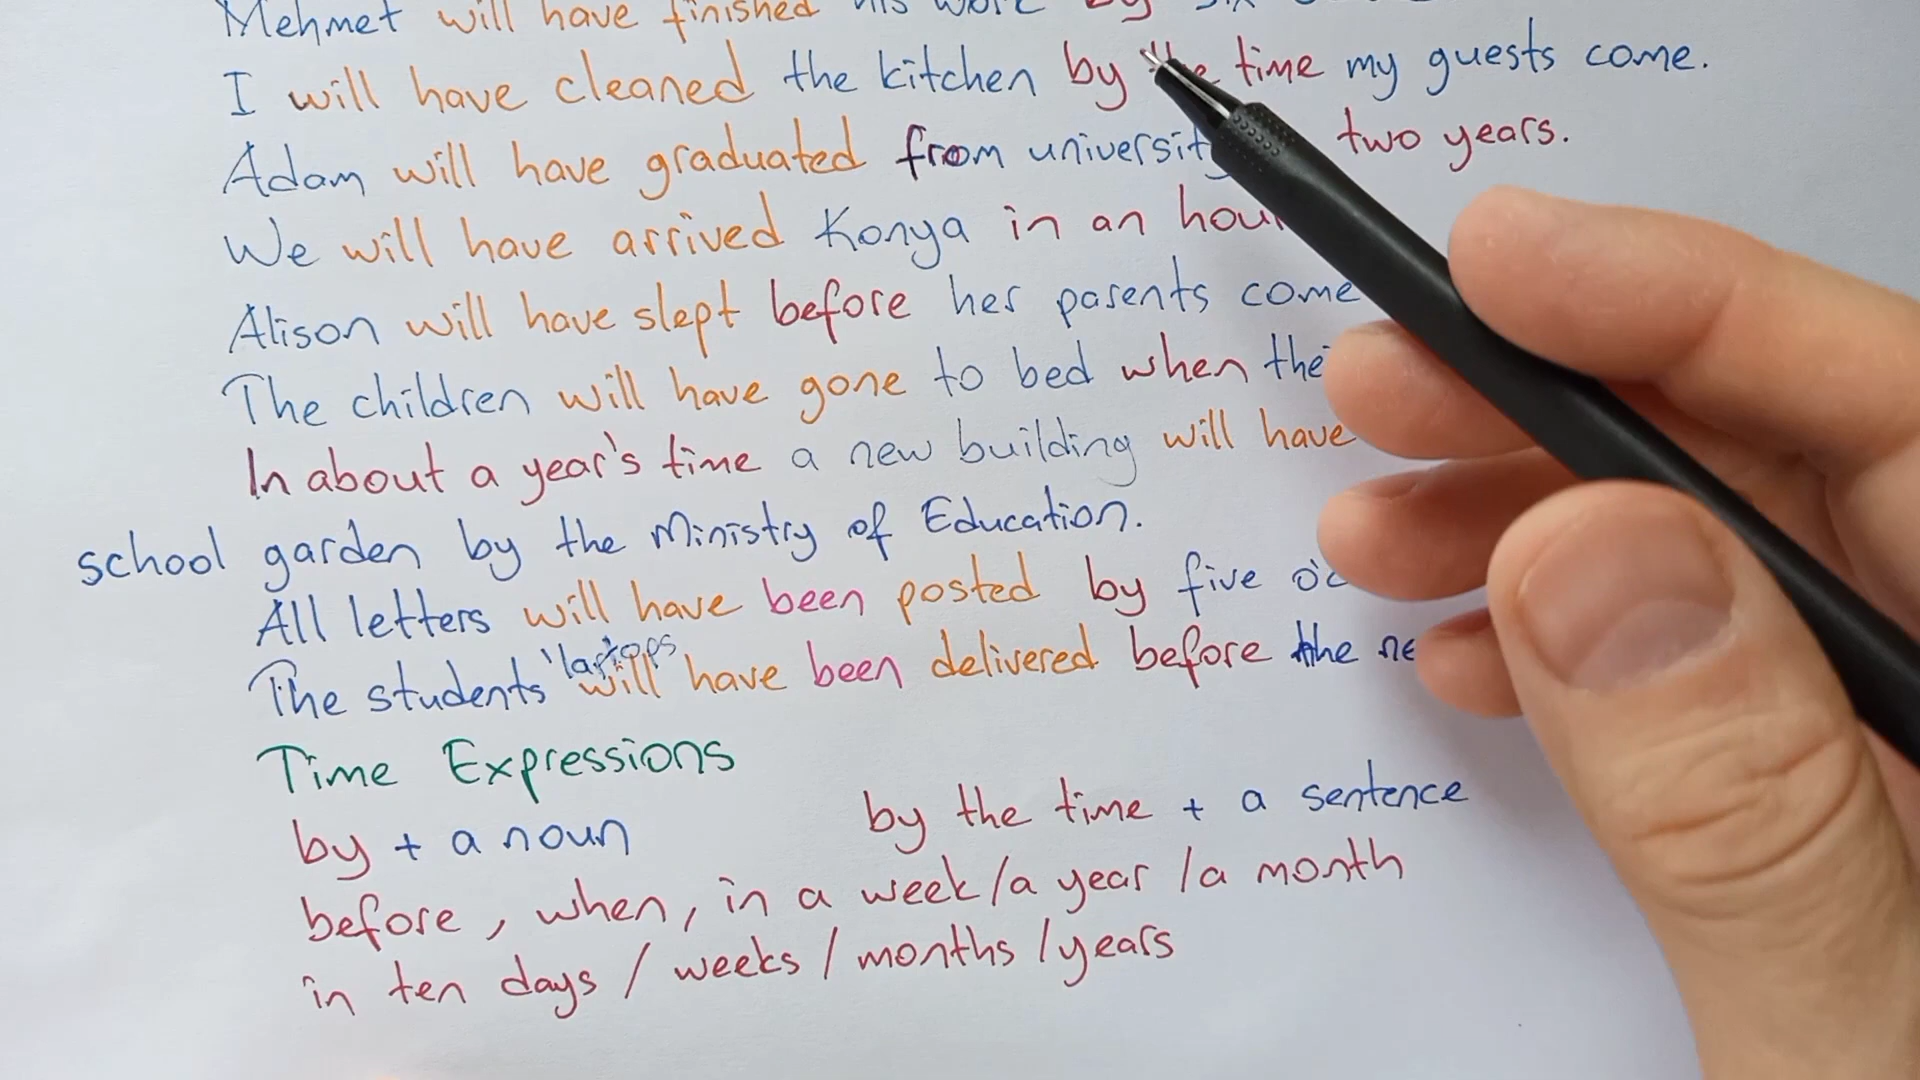 Mehmet will have finished his work by six
I will have cleaned the kitchen by the time my guests come.
Adam will have graduated from university two years.
We will have arrived Konya in an hour
Alison will have slept before her parents come
The children will have gone to bed when the
In about a year's time a new building will have
school garden by the Ministry of Education.
All letters will have been posted by five o'c
The students' laptops will have been delivered before the ne
Time Expressions
by + a noun by the time + a sentence
before, when, in a week/a year/a month
in ten days / weeks / months / years